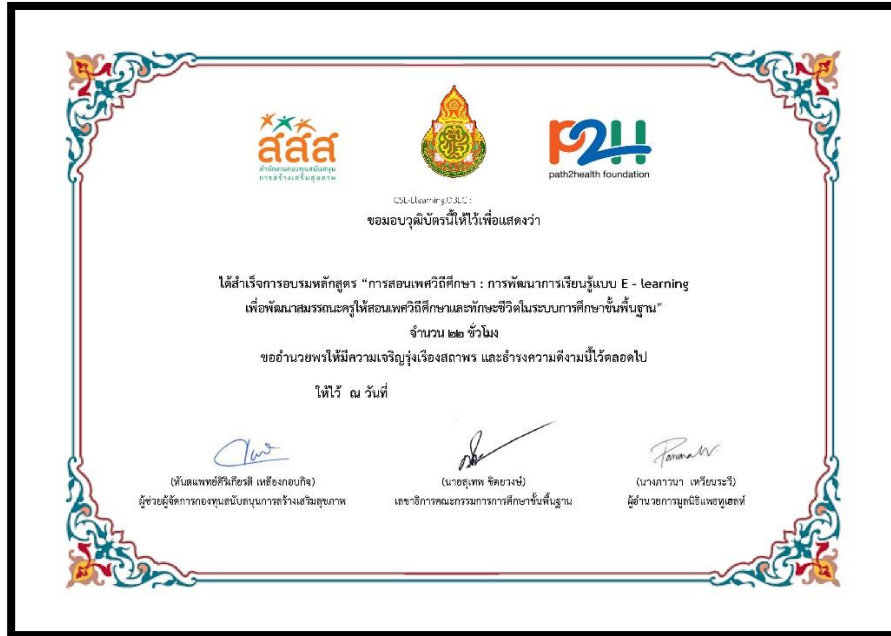 สสส
สำนักงานกองทุนสนับสนุน
การสร้างเสริมสุขภาพ
P2H
path2health foundation
ขอมอบวุฒิบัตรนี้ให้ไว้เพื่อแสดงว่า
ได้สำเร็จการอบรมหลักสูตร “การสอนเพศวิถีศึกษา : การพัฒนาการเรียนรู้แบบ E - learning
เพื่อพัฒนาสมรรถนะครูให้สอนเพศวิถีศึกษาและทักษะชีวิตในระบบการศึกษาขั้นพื้นฐาน”
จำนวน ๒๒ ชั่วโมง
ขออำนวยพรให้มีความเจริญรุ่งเรืองสถาพร และธำรงความดีงามนี้ไว้ตลอดไป
ให้ไว้ ณ วันที่
(ทันตแพทย์ศิริเกียรติ เหลียงกอบกิจ)
ผู้ช่วยผู้จัดการกองทุนสนับสนุนการสร้างเสริมสุขภาพ
(นายสุเทพ ชิตยวงษ์)
เลขาธิการคณะกรรมการการศึกษาขั้นพื้นฐาน
(นางภาวนา เหวียนระวี)
ผู้อำนวยการมูลนิธิแพธทูเฮลท์